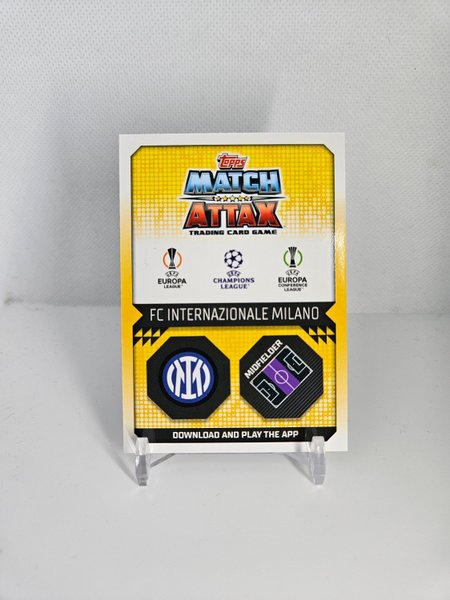 Topps
MATCH
ATTAX
TRADING CARD GAME
UEFA
EUROPA
LEAGUE
UEFA
CHAMPIONS
LEAGUE
UEFA
EUROPA
CONFERENCE
LEAGUE
FC INTERNAZIONALE MILANO
MIDFIELDER
DOWNLOAD AND PLAY THE APP